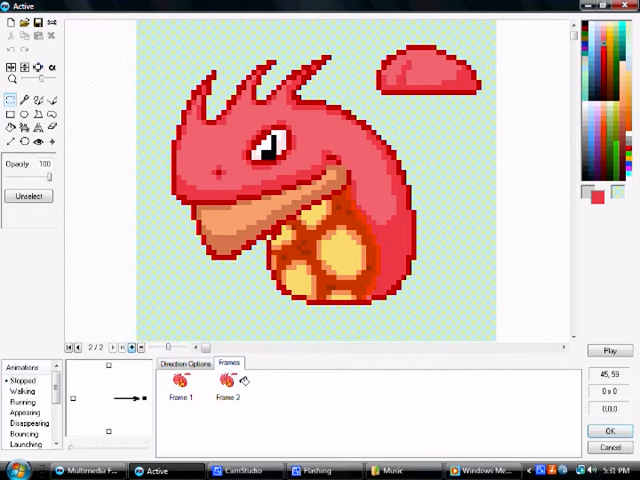 Active
Opacity 100
Unselect
2 / 2
Animations
Stopped
Walking
Running
Appearing
Disappearing
Bouncing
Launching
Direction Options
Frames
Frame 1
Frame 2
Play
45, 59
0 x 0
0,0,0
OK
Cancel
Multimedia F...
Active
CamStudio
Flashing
Music
Windows Me...
5:31 PM